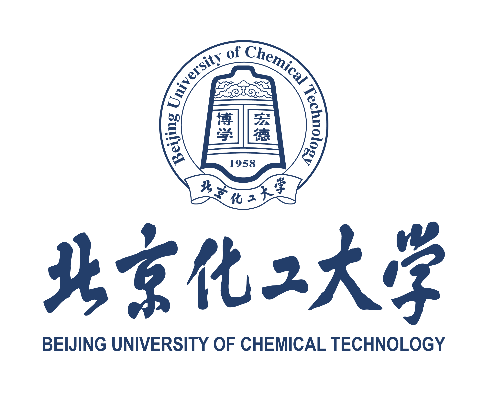 Beijing University of Chemical Technology
宏德
博学
1958
北京化工大学
北京化工大学
BEIJING UNIVERSITY OF CHEMICAL TECHNOLOGY